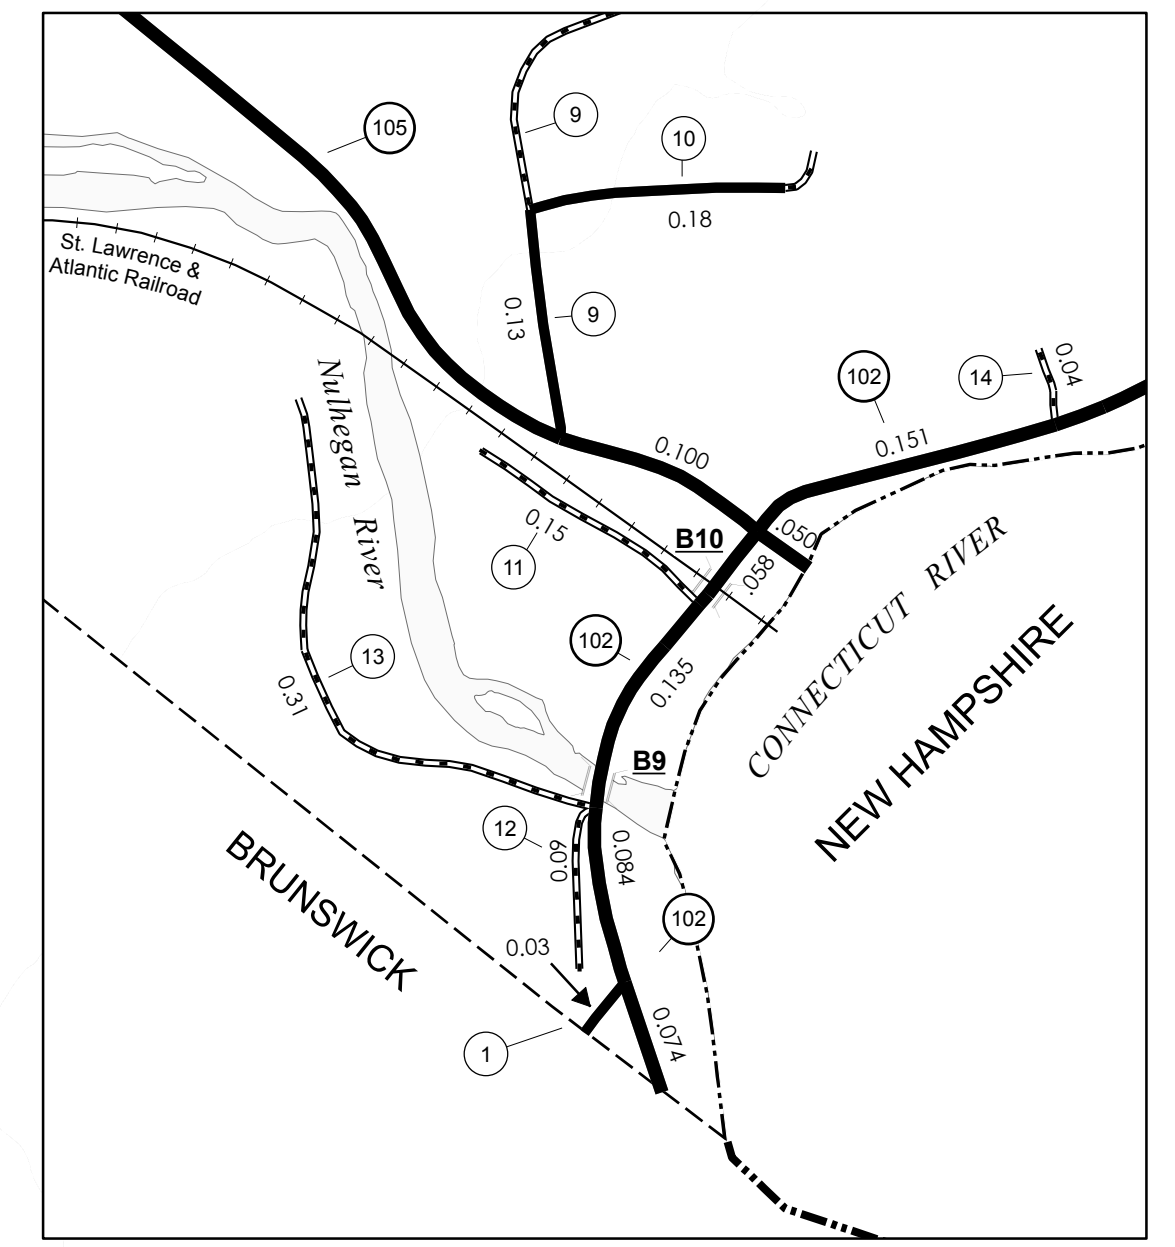 9
105
10
0.18
St. Lawrence &
Atlantic Railroad
0.13
9
102
14
0.04
Nulhegan
River
0.100
0.151
0.15
11
B10
.050
.058
CONNECTICUT RIVER
102
13
0.31
0.135
NEW HAMPSHIRE
B9
12
0.09
0.084
BRUNSWICK
102
0.03
1
0.074